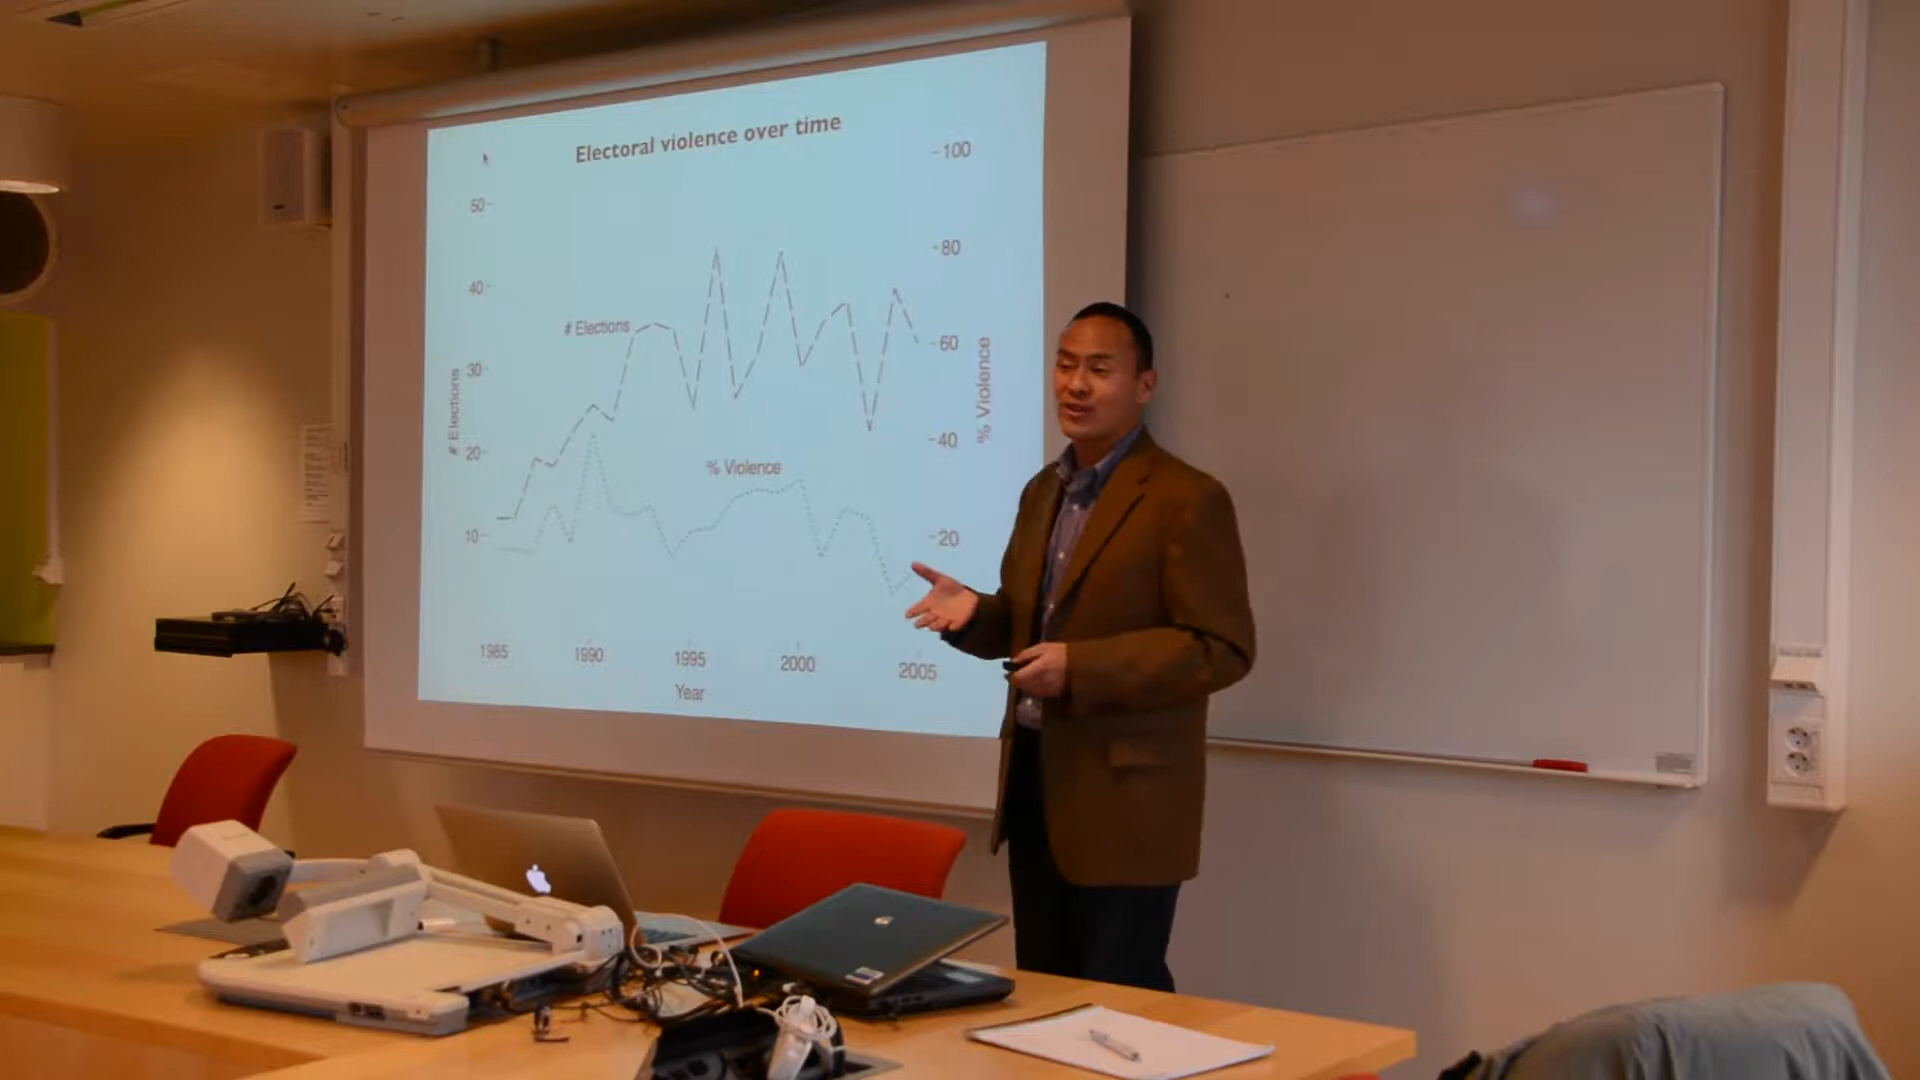 Electoral violence over time
100
50
80
40
# Elections
60
30
# Elections
% Violence
20
% Violence
40
10
20
1985
1990
1995
2000
2005
Year